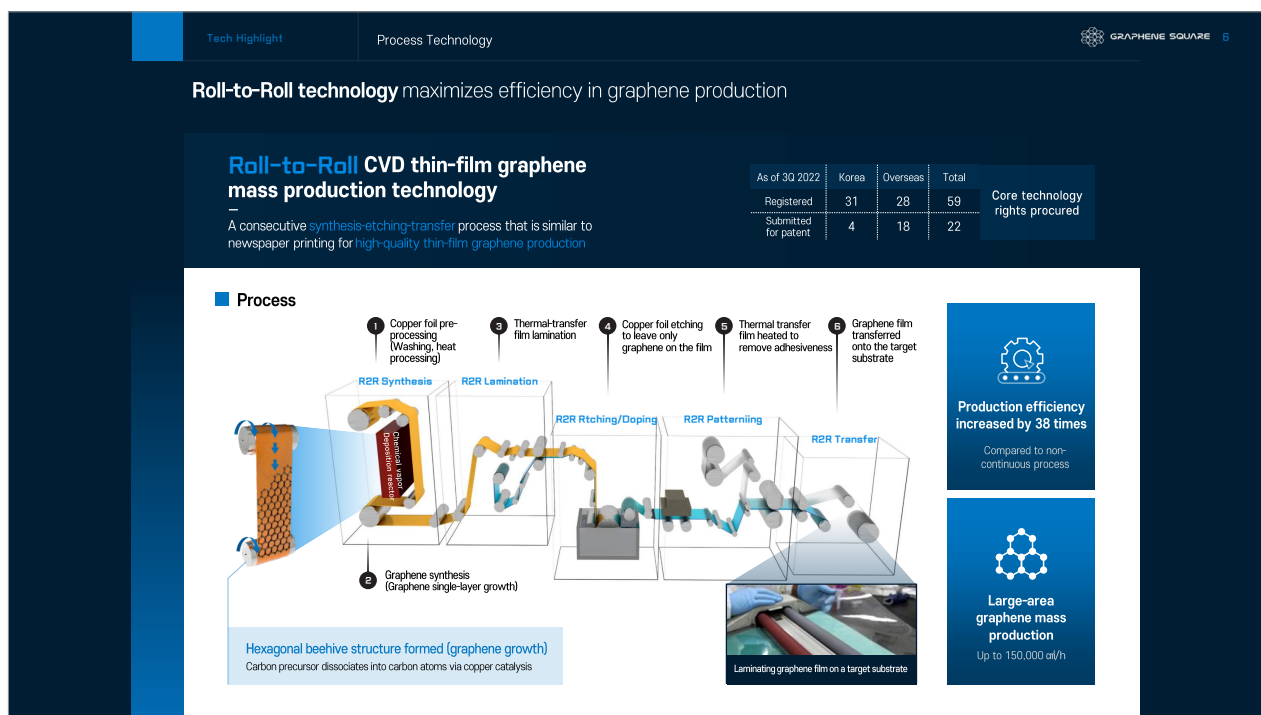 Tech Highlight
Process Technology
GRAPHENE SQUARE 6
Roll-to-Roll technology maximizes efficiency in graphene production
Roll-to-Roll CVD thin-film graphene
mass production technology
A consecutive synthesis-etching-transfer process that is similar to
newspaper printing for high-quality thin-film graphene production
As of 3Q 2022 Korea Overseas Total
Registered 31 28 59
Submitted
for patent 4 18 22
Core technology
rights procured
Process
1 Copper foil pre-
processing
(Washing, heat
processing)
3 Thermal-transfer
film lamination
4 Copper foil etching
to leave only
graphene on the film
5 Thermal transfer
film heated to
remove adhesiveness
6 Graphene film
transferred
onto the target
substrate
R2R Synthesis
R2R Lamination
R2R Rtching/Doping
R2R Patterniing
R2R Transfer
Chemical vapor
Deposition reactor
2 Graphene synthesis
(Graphene single-layer growth)
Hexagonal beehive structure formed (graphene growth)
Carbon precursor dissociates into carbon atoms via copper catalysis
Laminating graphene film on a target substrate
Production efficiency
increased by 38 times
Compared to non-
continuous process
Large-area
graphene mass
production
Up to 150,000 ㎠/h